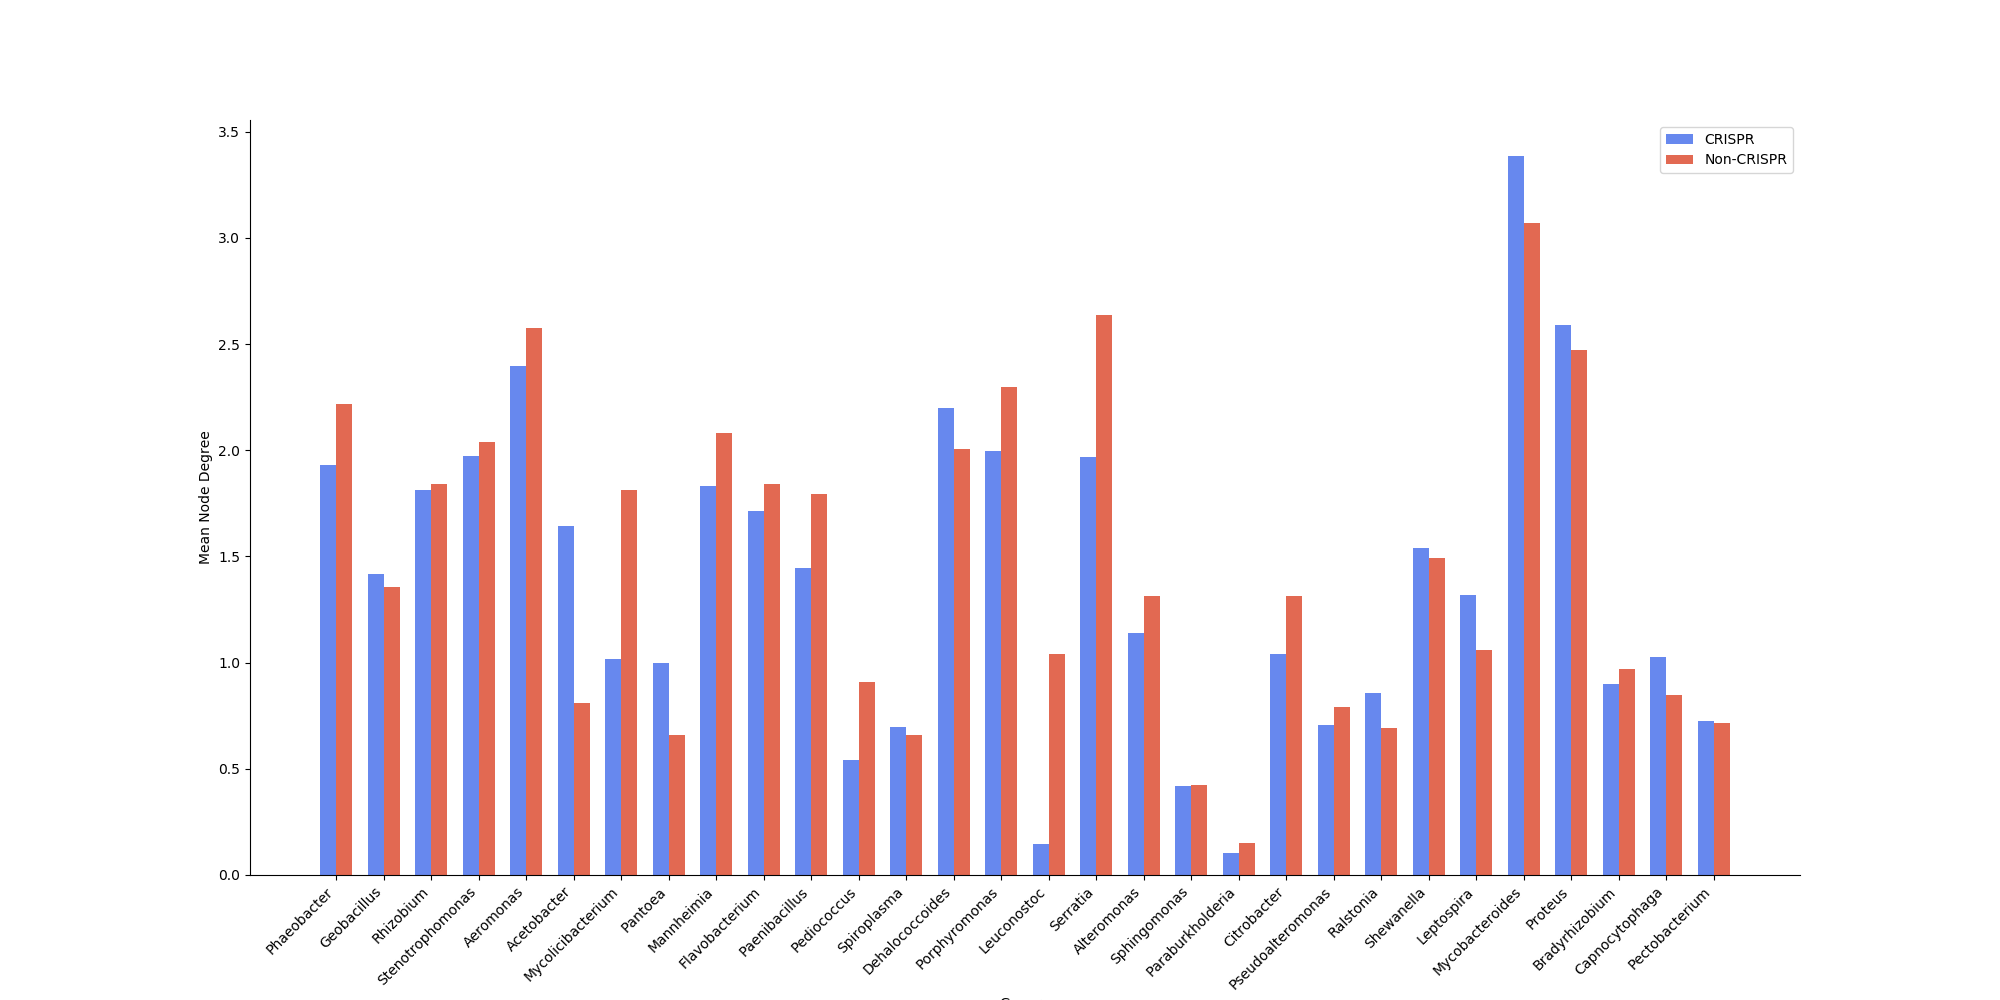 CRISPR
Non-CRISPR
3.5
3.0
2.5
2.0
1.5
1.0
0.5
0.0
Mean Node Degree
Phaeobacter
Geobacillus
Rhizobium
Stenotrophomonas
Aeromonas
Acetobacter
Mycolicibacterium
Pantoea
Mannheimia
Flavobacterium
Paenibacillus
Pediococcus
Spiroplasma
Dehalococcoides
Porphyromonas
Leuconostoc
Serratia
Alteromonas
Sphingomonas
Paraburkholderia
Citrobacter
Pseudoalteromonas
Ralstonia
Shewanella
Leptospira
Mycobacteroides
Proteus
Bradyrhizobium
Capnocytophaga
Pectobacterium